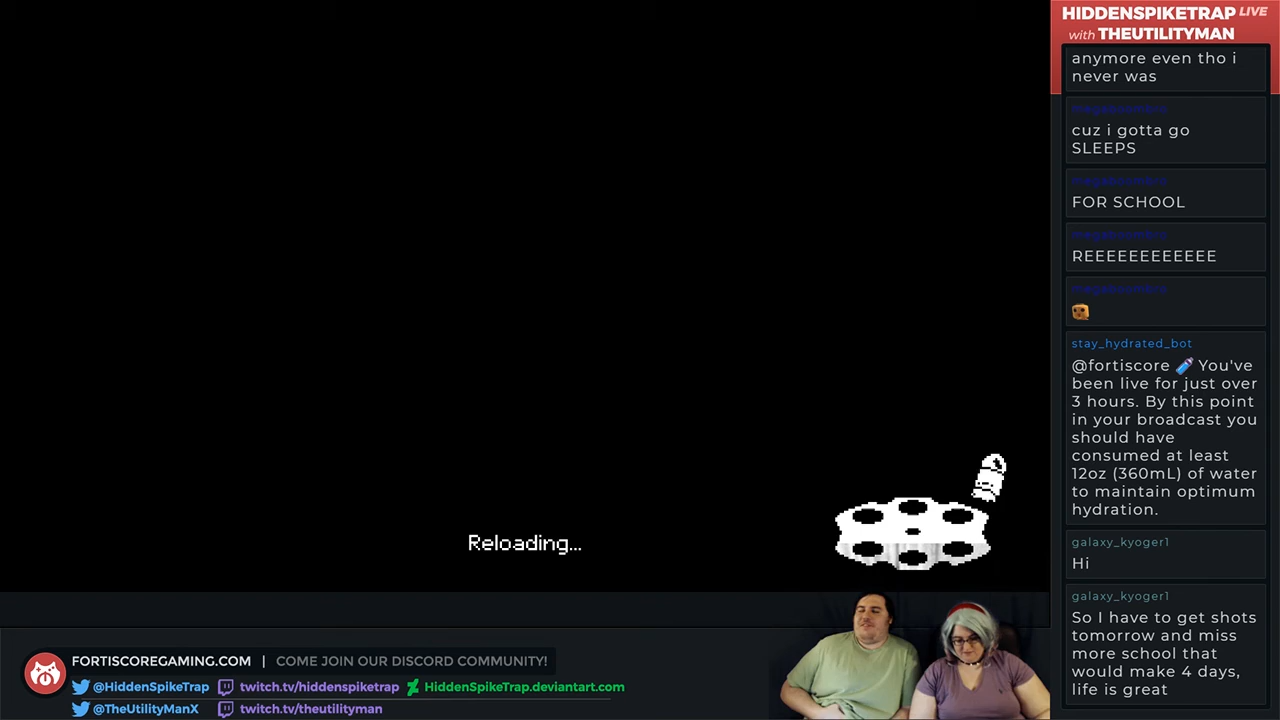 HIDDENSPIKETRAP LIVE
with THEUTILITYMAN
anymore even tho i
never was
cuz i gotta go
SLEEPS
FOR SCHOOL
REEEEEEEEEEEE
stay_hydrated_bot
@fortiscore You've
been live for just over
3 hours. By this point
in your broadcast you
should have
consumed at least
12oz (360mL) of water
to maintain optimum
hydration.
galaxy_kyoger1
Hi
galaxy_kyoger1
So I have to get shots
tomorrow and miss
more school that
would make 4 days,
life is great
Reloading...
FORTISCOREGAMING.COM | COME JOIN OUR DISCORD COMMUNITY!
@HiddenSpikeTrap twitch.tv/hiddenspiketrap HiddenSpikeTrap.deviantart.com
@TheUtilityManX twitch.tv/theutilityman